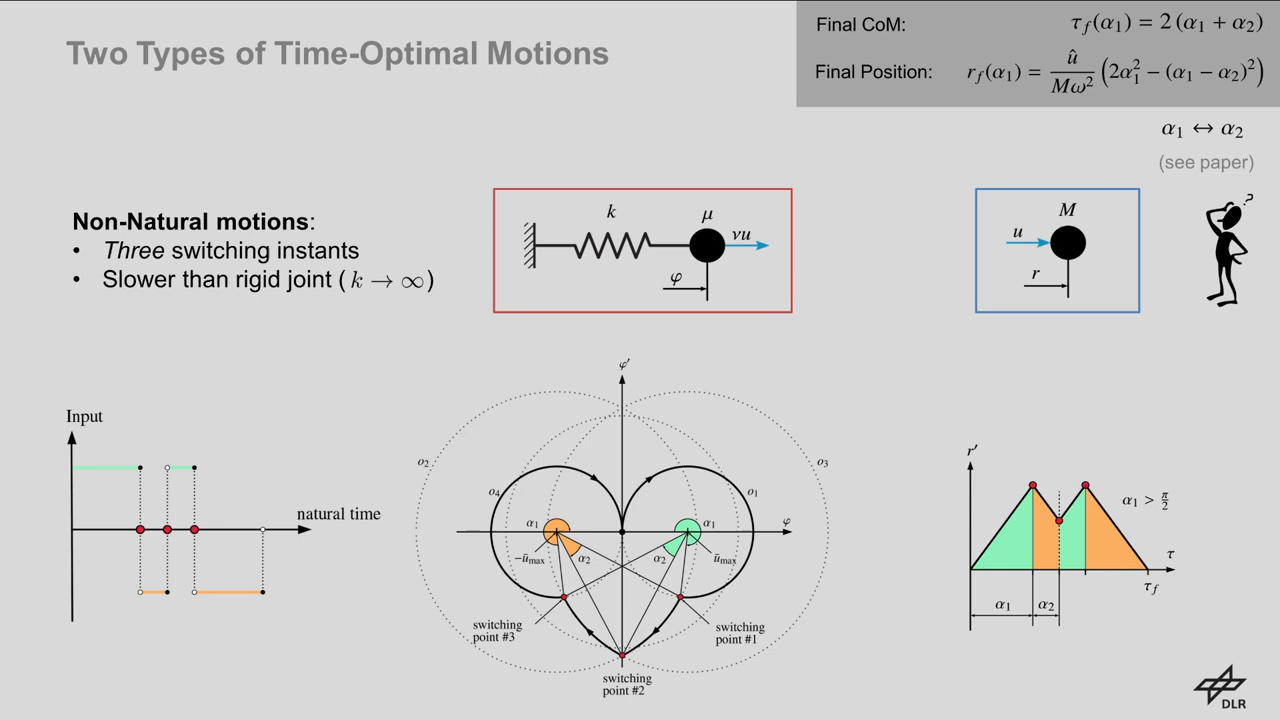 Two Types of Time-Optimal Motions
Final CoM: τ_f(α₁) = 2 (α₁ + α₂)
Final Position: r_f(α₁) = û/(Mω²) (2α₁² − (α₁ − α₂)²)
α₁ ↔ α₂
(see paper)
Non-Natural motions:
• Three switching instants
• Slower than rigid joint ( k → ∞)
k
μ
νu
φ
M
u
r
?
Input
natural time
φ′
o₂
o₃
o₄
o₁
α₁
α₁
φ
−ū_max
α₂
α₂
ū_max
switching
point #3
switching
point #1
switching
point #2
r′
α₁ > π/2
τ
τ_f
α₁
α₂
DLR